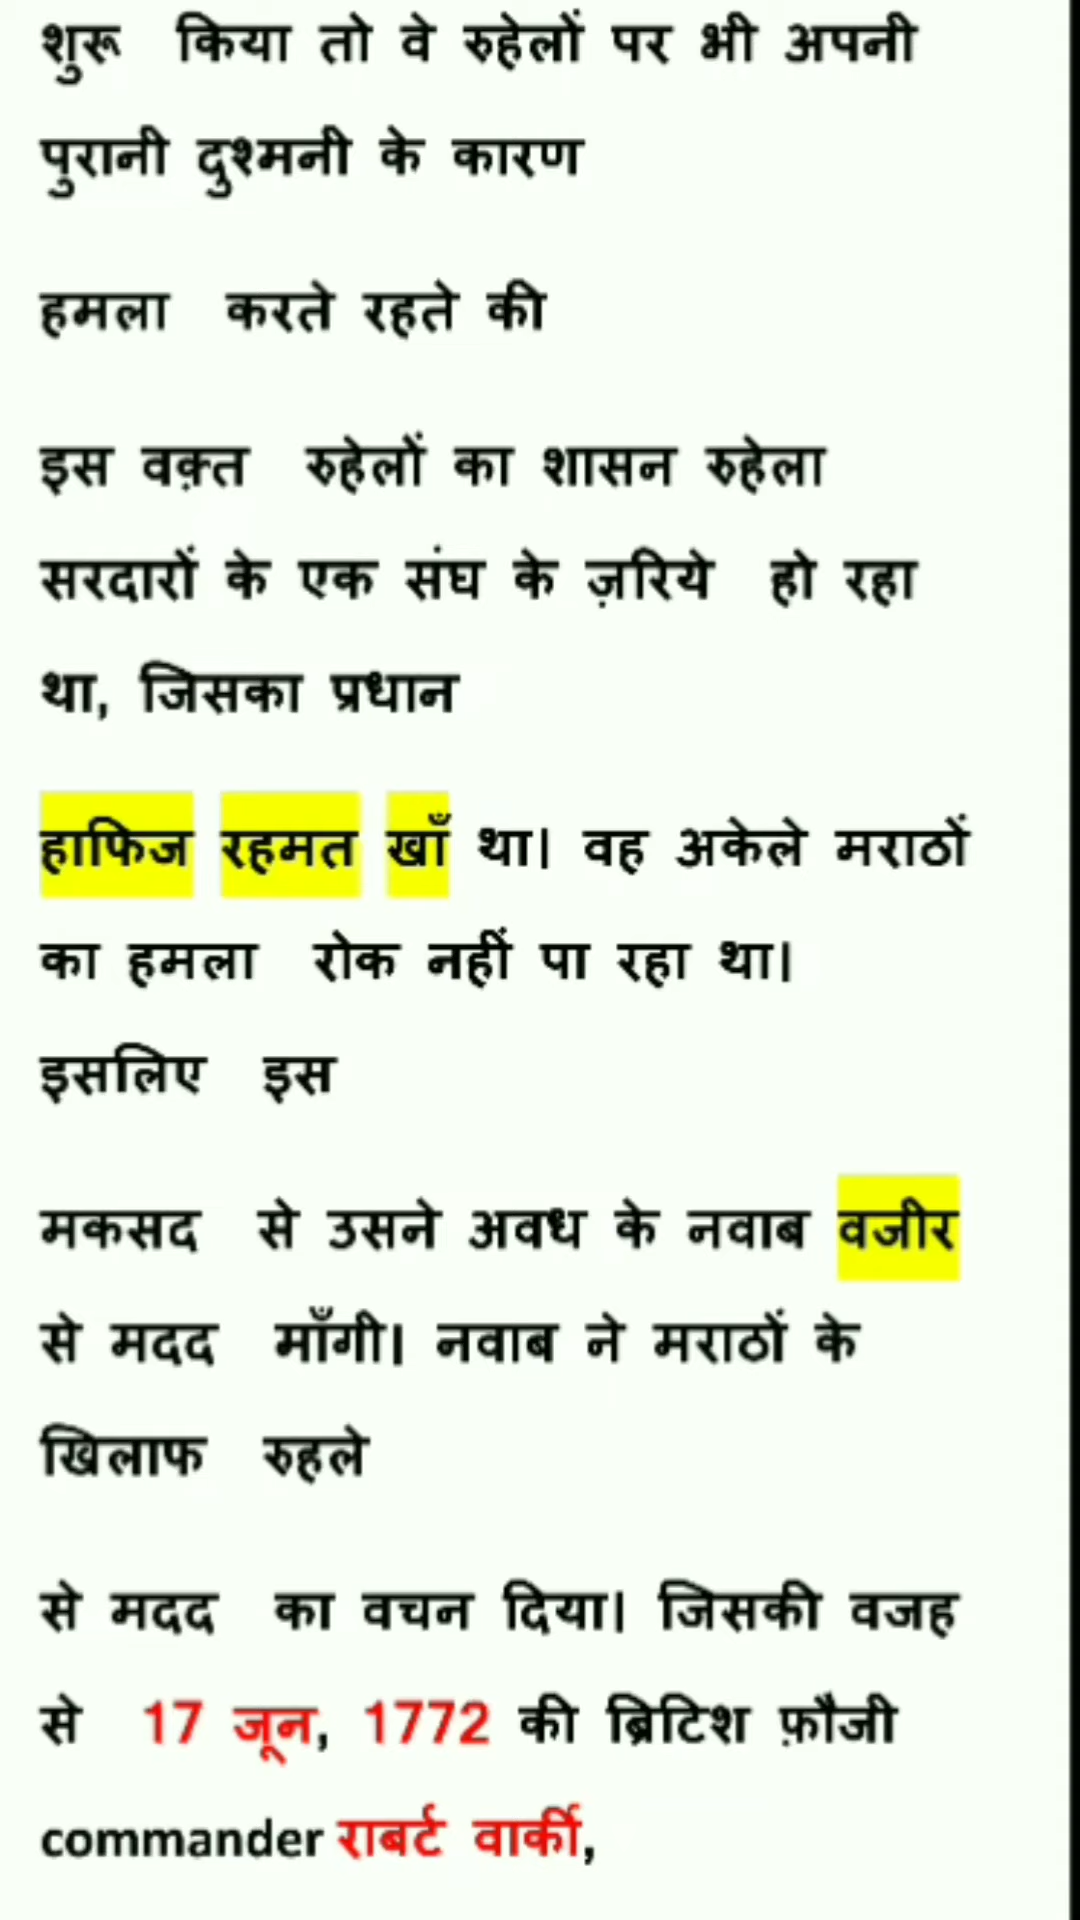 शुरू किया तो वे रुहेलों पर भी अपनी
पुरानी दुश्मनी के कारण
हमला करते रहते की
इस वक़्त रुहेलों का शासन रुहेला
सरदारों के एक संघ के ज़रिये हो रहा
था, जिसका प्रधान
हाफिज रहमत खाँ था। वह अकेले मराठों
का हमला रोक नहीं पा रहा था।
इसलिए इस
मकसद से उसने अवध के नवाब वजीर
से मदद माँगी। नवाब ने मराठों के
खिलाफ रुहले
से मदद का वचन दिया। जिसकी वजह
से 17 जून, 1772 की ब्रिटिश फ़ौजी
commander राबर्ट वार्की,